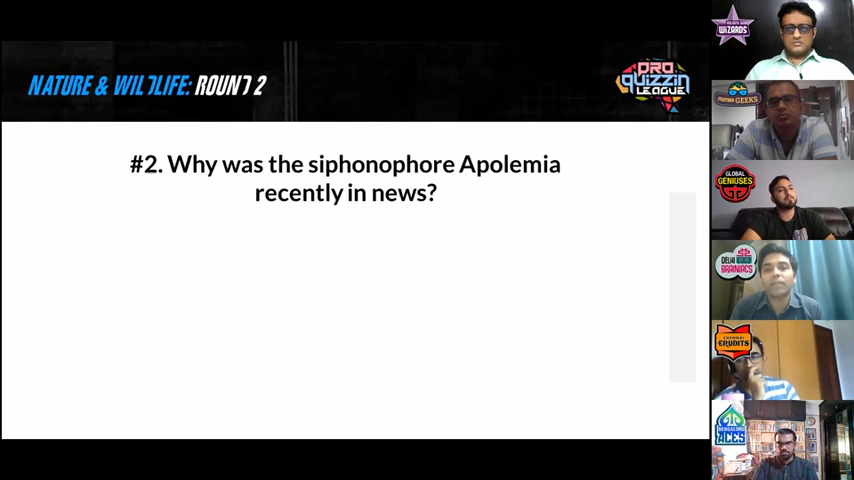 NATURE & WILDLIFE: ROUND 2
PRO
QUIZZIN
LEAGUE
#2. Why was the siphonophore Apolemia
recently in news?
WIZARDS
GEEKS
GLOBAL
GENIUSES
DELHI
BRAINIACS
CHENNAI
ERUDITS
BENGALURU
ACES